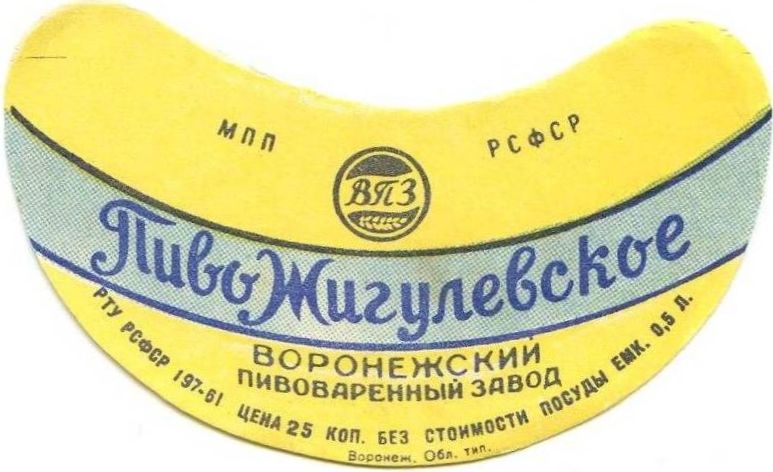 МПП РСФСР
ВПЗ
Пиво Жигулевское
ВОРОНЕЖСКИЙ
ПИВОВАРЕННЫЙ ЗАВОД
РТУ РСФСР 197-61 ЦЕНА 25 КОП. БЕЗ СТОИМОСТИ ПОСУДЫ ЕМК. 0,5 Л.
Воронеж. Обл. тип.